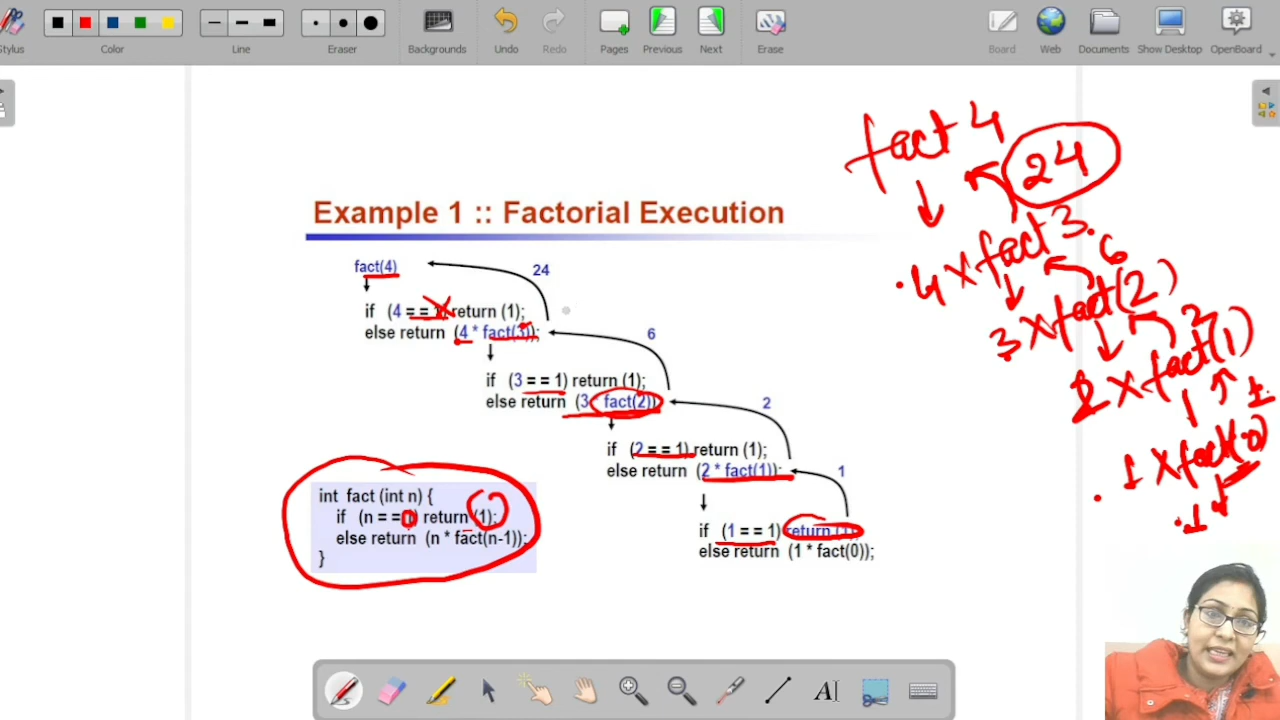 Stylus
Color Line Eraser Backgrounds Undo Redo Pages Previous Next Erase Board Web Documents Show Desktop OpenBoard
Example 1 :: Factorial Execution
fact(4)
24
if (4 = = 1) return (1);
else return (4 * fact(3));
6
if (3 = = 1) return (1);
else return (3 * fact(2))
2
if (2 = = 1) return (1);
else return (2 * fact(1));
1
if (1 = = 1) return (1)
else return (1 * fact(0));
int fact (int n) {
if (n = = 0) return (1);
else return (n * fact(n-1));
}
fact 4
24
4 x fact 3
6
3 x fact(2)
2
2 x fact(1)
1
1 x fact(0)
1
AI